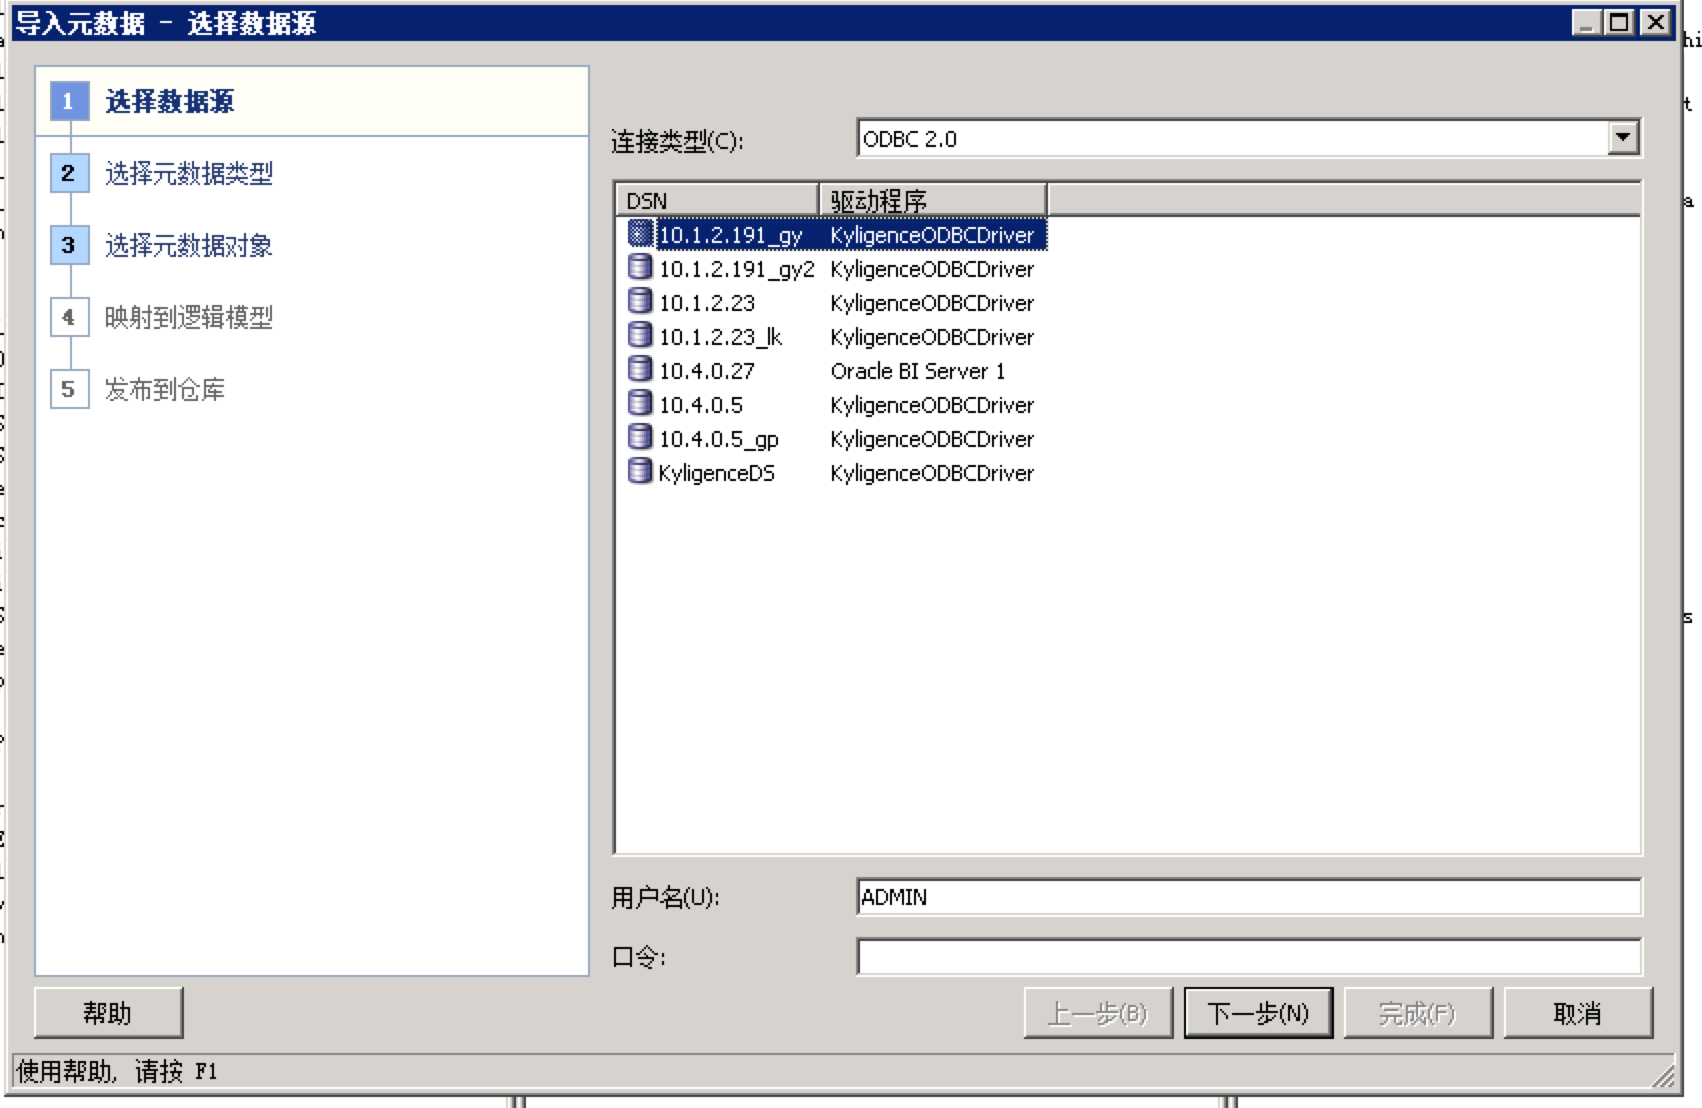 导入元数据 - 选择数据源
1 选择数据源
2 选择元数据类型
3 选择元数据对象
4 映射到逻辑模型
5 发布到仓库
连接类型(C): ODBC 2.0
DSN 驱动程序
10.1.2.191_gy KyligenceODBCDriver
10.1.2.191_gy2 KyligenceODBCDriver
10.1.2.23 KyligenceODBCDriver
10.1.2.23_lk KyligenceODBCDriver
10.4.0.27 Oracle BI Server 1
10.4.0.5 KyligenceODBCDriver
10.4.0.5_gp KyligenceODBCDriver
KyligenceDS KyligenceODBCDriver
用户名(U): ADMIN
口令:
帮助 上一步(B) 下一步(N) 完成(F) 取消
使用帮助, 请按 F1